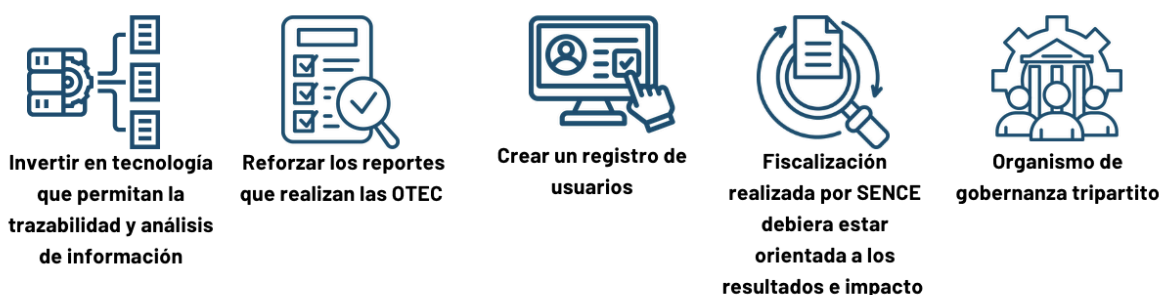 Invertir en tecnología
que permitan la
trazabilidad y análisis
de información
Reforzar los reportes
que realizan las OTEC
Crear un registro de
usuarios
Fiscalización
realizada por SENCE
debiera estar
orientada a los
resultados e impacto
Organismo de
gobernanza tripartito